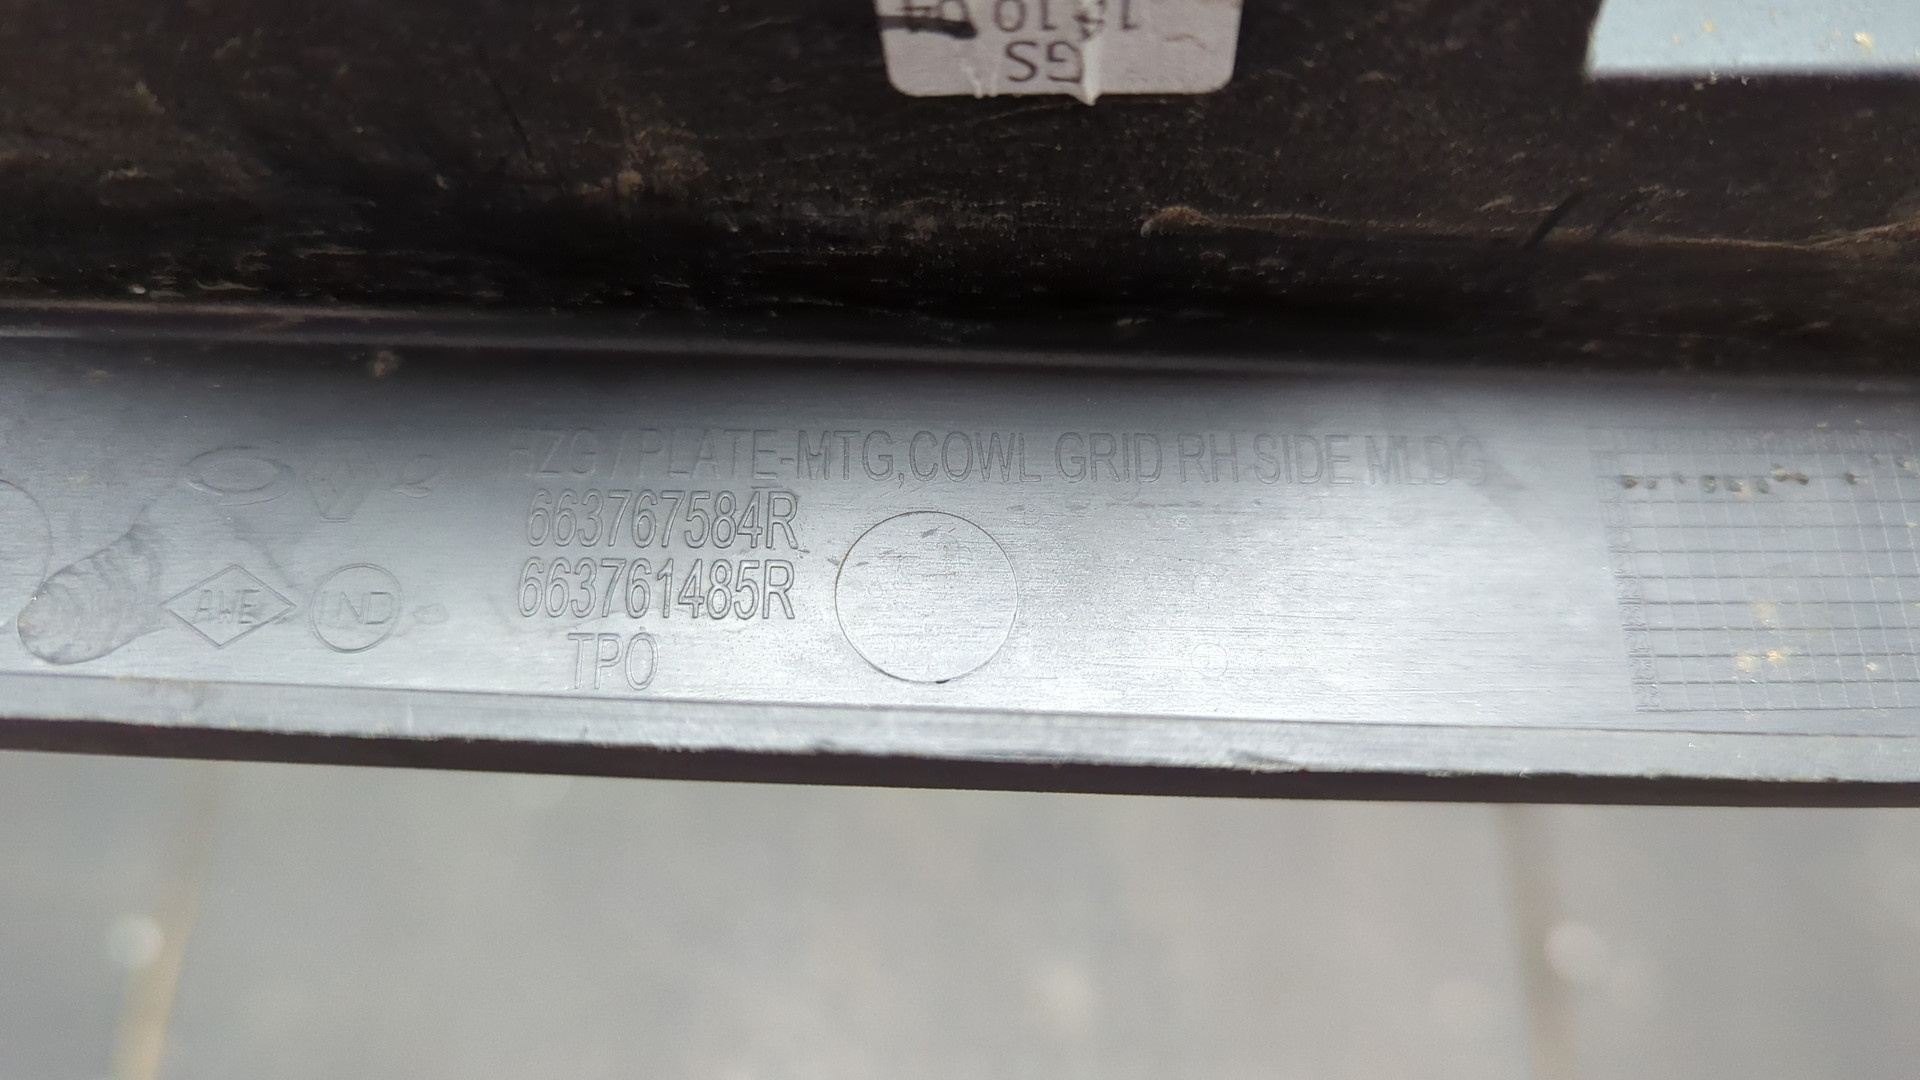 GS
HZG / PLATE-MTG,COWL GRID RH SIDE MLDG
663767584R
663761485R
TPO
AWE
IND